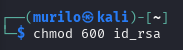 ┌──(murilo㉿kali)-[~]
└─$ chmod 600 id_rsa